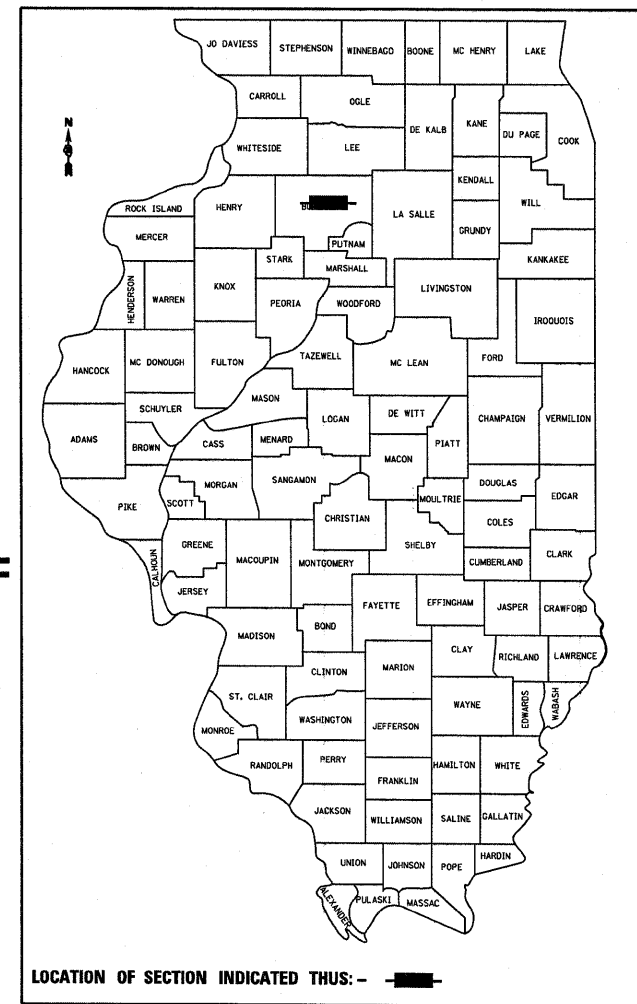 JO DAVIESS STEPHENSON WINNEBAGO BOONE MC HENRY LAKE
CARROLL OGLE DE KALB KANE DU PAGE COOK
N
WHITESIDE LEE
KENDALL
ROCK ISLAND HENRY LA SALLE WILL
MERCER PUTNAM GRUNDY
STARK MARSHALL KANKAKEE
HENDERSON WARREN KNOX PEORIA WOODFORD LIVINGSTON
IROQUOIS
HANCOCK MC DONOUGH FULTON TAZEWELL MC LEAN FORD
MASON
SCHUYLER LOGAN DE WITT CHAMPAIGN VERMILION
ADAMS BROWN CASS MENARD MACON PIATT
MORGAN SANGAMON DOUGLAS
PIKE SCOTT CHRISTIAN MOULTRIE COLES EDGAR
GREENE SHELBY
CALHOUN MACOUPIN MONTGOMERY CUMBERLAND CLARK
JERSEY FAYETTE EFFINGHAM JASPER CRAWFORD
MADISON BOND
CLAY RICHLAND LAWRENCE
CLINTON MARION
ST. CLAIR WAYNE EDWARDS WABASH
MONROE WASHINGTON JEFFERSON
RANDOLPH PERRY HAMILTON WHITE
FRANKLIN
JACKSON WILLIAMSON SALINE GALLATIN
UNION JOHNSON POPE HARDIN
ALEXANDER PULASKI MASSAC
LOCATION OF SECTION INDICATED THUS: -